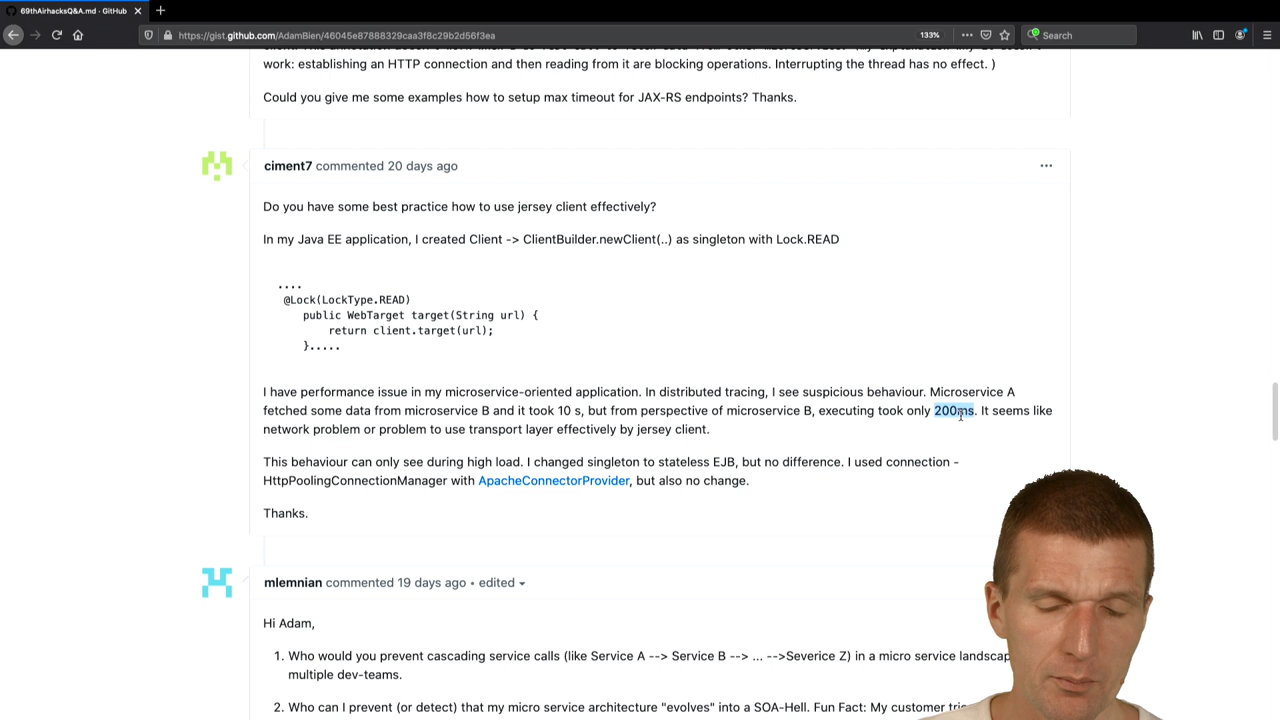 69thAirhacksQ&A.md · GitHub
https://gist.github.com/AdamBien/46045e87888329caa3f8c29b2d56f3ea
133%
Search
work: establishing an HTTP connection and then reading from it are blocking operations. Interrupting the thread has no effect. )
Could you give me some examples how to setup max timeout for JAX-RS endpoints? Thanks.
ciment7 commented 20 days ago
Do you have some best practice how to use jersey client effectively?
In my Java EE application, I created Client -> ClientBuilder.newClient(..) as singleton with Lock.READ
....
@Lock(LockType.READ)
public WebTarget target(String url) {
return client.target(url);
}.....
I have performance issue in my microservice-oriented application. In distributed tracing, I see suspicious behaviour. Microservice A
fetched some data from microservice B and it took 10 s, but from perspective of microservice B, executing took only 200ms. It seems like
network problem or problem to use transport layer effectively by jersey client.
This behaviour can only see during high load. I changed singleton to stateless EJB, but no difference. I used connection -
HttpPoolingConnectionManager with ApacheConnectorProvider, but also no change.
Thanks.
mlemnian commented 19 days ago • edited
Hi Adam,
1. Who would you prevent cascading service calls (like Service A --> Service B --> ... -->Severice Z) in a micro service landscap
multiple dev-teams.
2. Who can I prevent (or detect) that my micro service architecture "evolves" into a SOA-Hell. Fun Fact: My customer